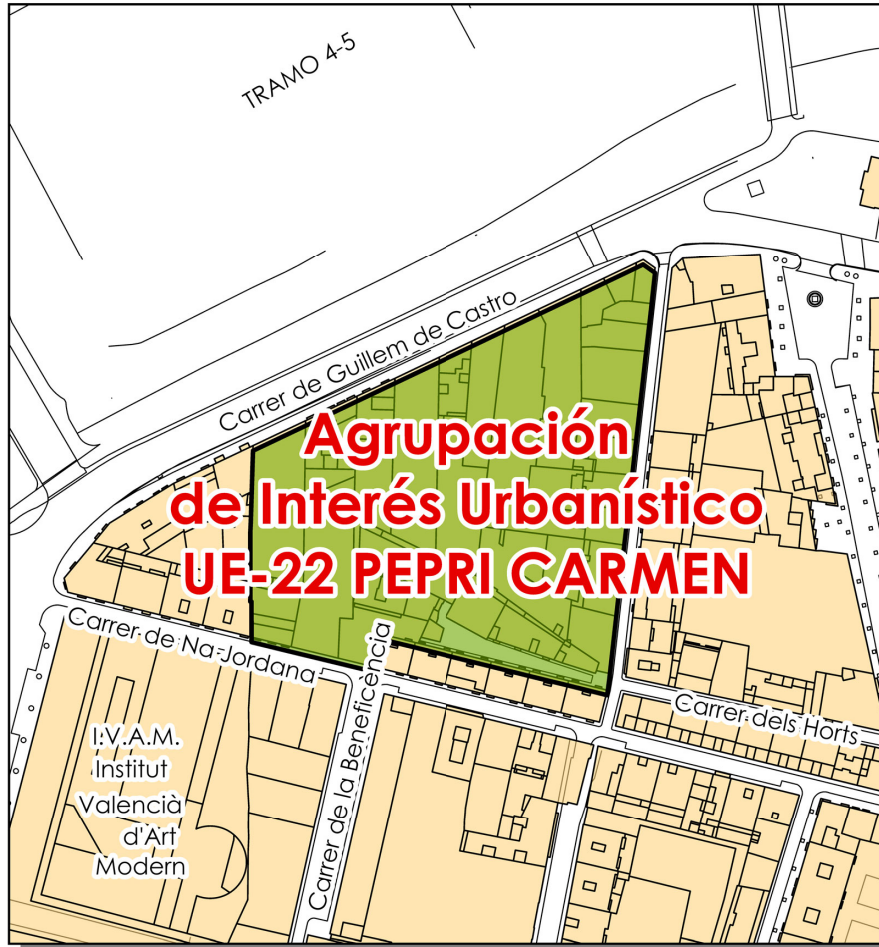 TRAMO 4-5
Carrer de Guillem de Castro
Agrupación
de Interés Urbanístico
UE-22 PEPRI CARMEN
Carrer de Na Jordana
Carrer de la Beneficència
Carrer dels Horts
I.V.A.M.
Institut
Valencià
d'Art
Modern